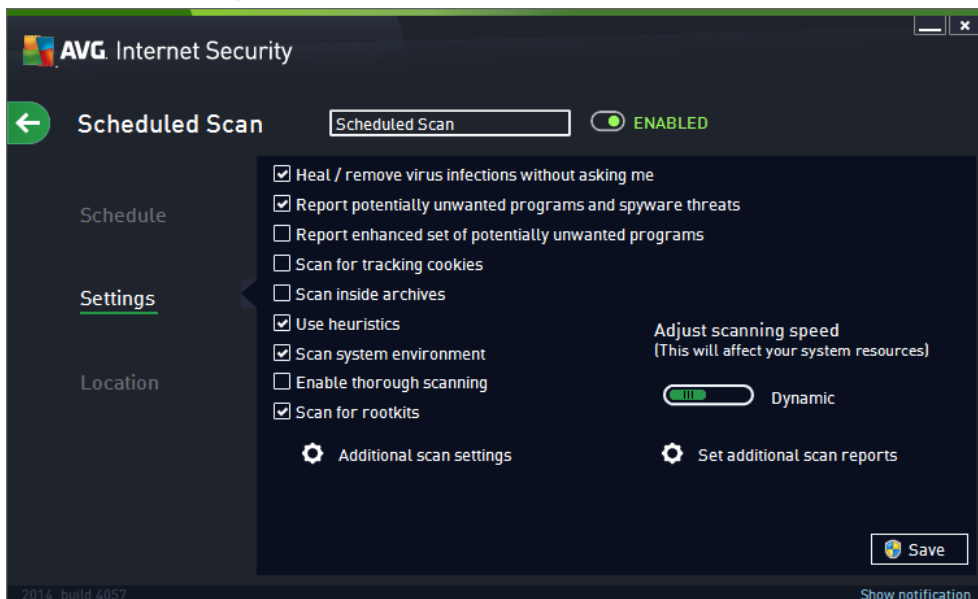 AVG. Internet Security
Scheduled Scan
Scheduled Scan
ENABLED
Schedule
Settings
Location
Heal / remove virus infections without asking me
Report potentially unwanted programs and spyware threats
Report enhanced set of potentially unwanted programs
Scan for tracking cookies
Scan inside archives
Use heuristics
Scan system environment
Enable thorough scanning
Scan for rootkits
Adjust scanning speed
(This will affect your system resources)
Dynamic
Additional scan settings
Set additional scan reports
Save
2014 build 4057
Show notification